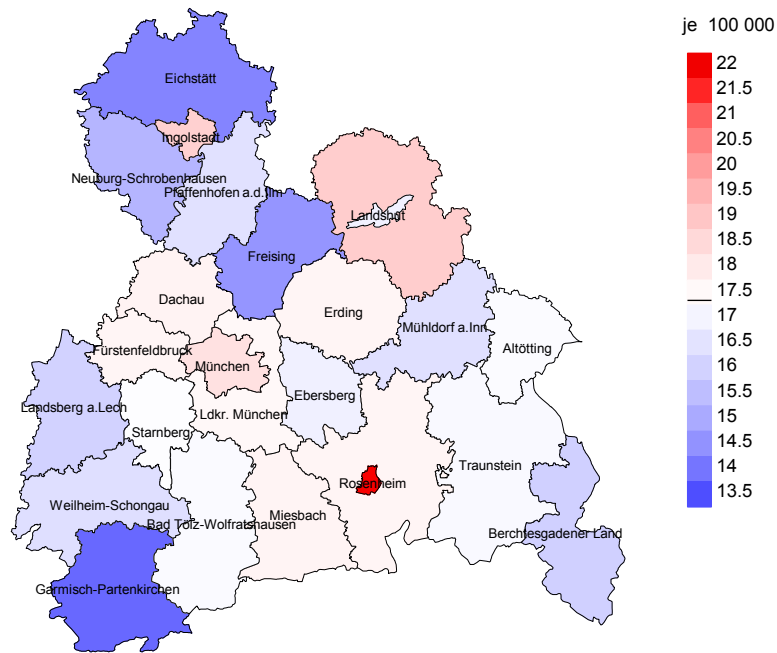 je 100 000
22
21.5
21
20.5
20
19.5
19
18.5
18
17.5
17
16.5
16
15.5
15
14.5
14
13.5
Eichstätt
Ingolstadt
Neuburg-Schrobenhausen
Pfaffenhofen a.d.Ilm
Landshut
Freising
Dachau
Erding
Mühldorf a.Inn
Altötting
Fürstenfeldbruck
München
Ebersberg
Landsberg a.Lech
Ldkr. München
Starnberg
Traunstein
Rosenheim
Weilheim-Schongau
Miesbach
Bad Tölz-Wolfratshausen
Berchtesgadener Land
Garmisch-Partenkirchen